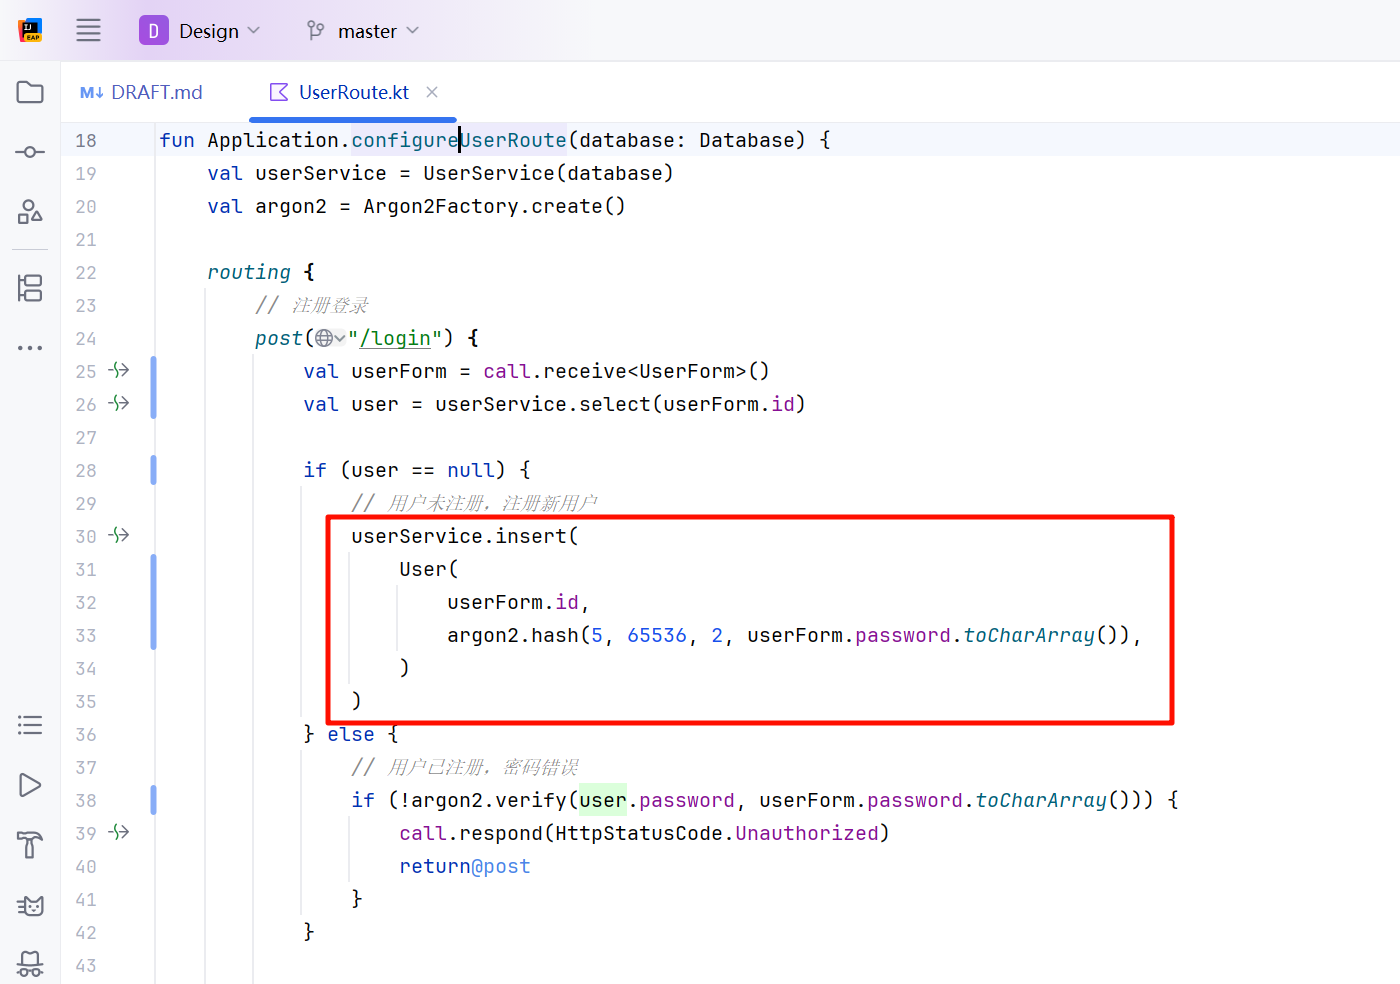 IJ
EAP
D Design master
M↓ DRAFT.md UserRoute.kt
18 fun Application.configureUserRoute(database: Database) {
19 val userService = UserService(database)
20 val argon2 = Argon2Factory.create()
21
22 routing {
23 // 注册登录
24 post("/login") {
25 val userForm = call.receive<UserForm>()
26 val user = userService.select(userForm.id)
27
28 if (user == null) {
29 // 用户未注册，注册新用户
30 userService.insert(
31 User(
32 userForm.id,
33 argon2.hash(5, 65536, 2, userForm.password.toCharArray()),
34 )
35 )
36 } else {
37 // 用户已注册，密码错误
38 if (!argon2.verify(user.password, userForm.password.toCharArray())) {
39 call.respond(HttpStatusCode.Unauthorized)
40 return@post
41 }
42 }
43